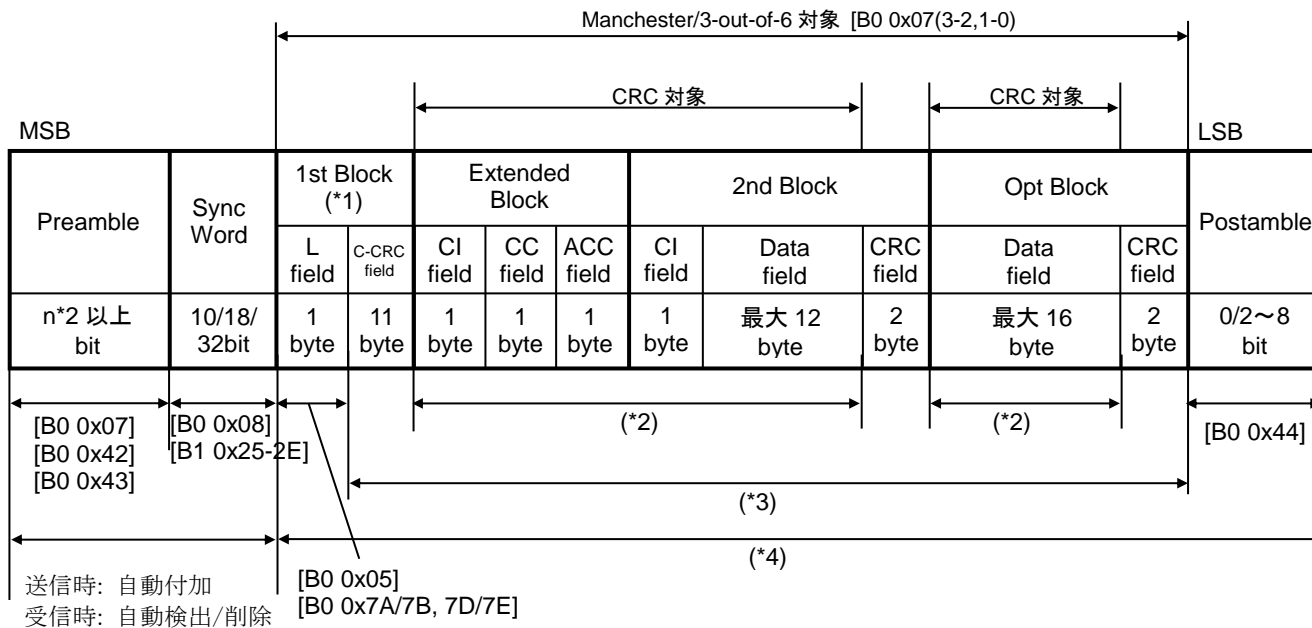 Manchester/3-out-of-6 対象 [B0 0x07(3-2,1-0)
CRC 対象
CRC 対象
MSB
LSB
Preamble
Sync
Word
1st Block
(*1)
Extended
Block
2nd Block
Opt Block
Postamble
L
field
C-CRC
field
CI
field
CC
field
ACC
field
CI
field
Data
field
CRC
field
Data
field
CRC
field
n*2 以上
bit
10/18/
32bit
1
byte
11
byte
1
byte
1
byte
1
byte
1
byte
最大 12
byte
2
byte
最大 16
byte
2
byte
0/2～8
bit
[B0 0x07]
[B0 0x42]
[B0 0x43]
[B0 0x08]
[B1 0x25-2E]
(*2)
(*2)
[B0 0x44]
(*3)
(*4)
送信時: 自動付加
受信時: 自動検出/削除
[B0 0x05]
[B0 0x7A/7B, 7D/7E]